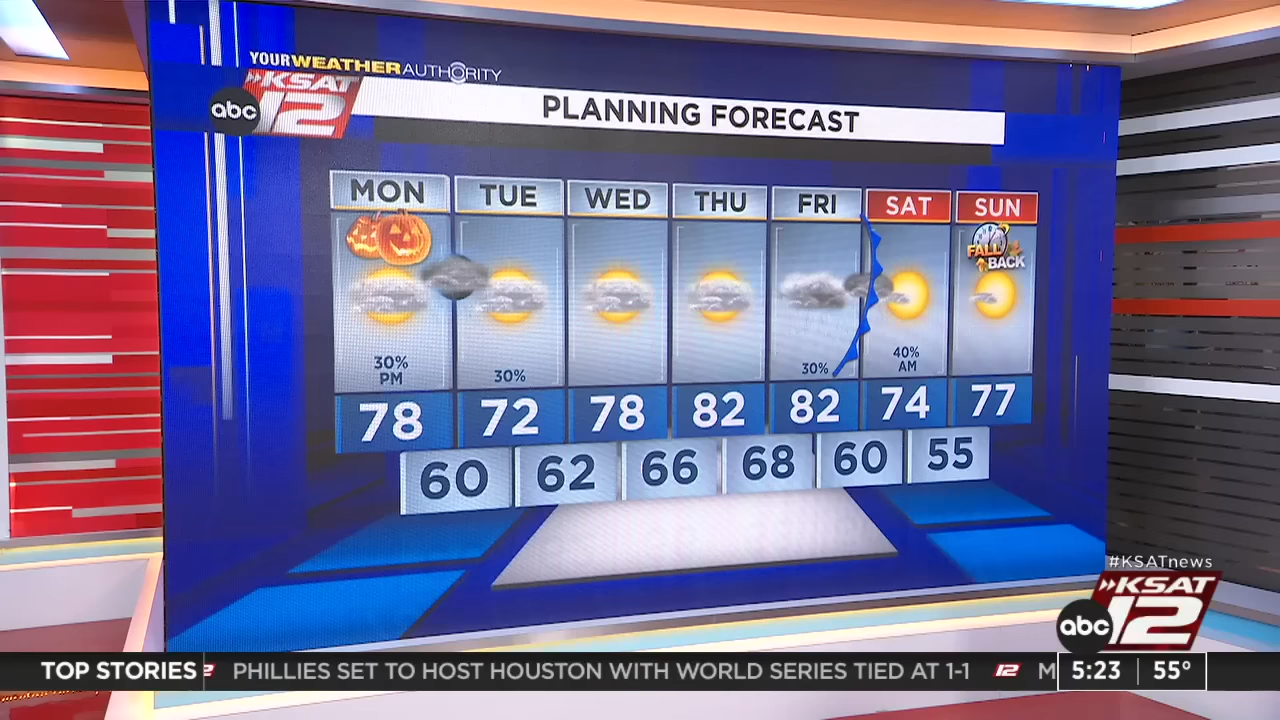 YOUR WEATHER AUTHORITY
abc KSAT 12
PLANNING FORECAST
MON TUE WED THU FRI SAT SUN
FALL BACK
30% PM 30% 30% 40% AM
78 72 78 82 82 74 77
60 62 66 68 60 55
#KSATnews
abc KSAT 12
TOP STORIES PHILLIES SET TO HOST HOUSTON WITH WORLD SERIES TIED AT 1-1 12 M 5:23 55°